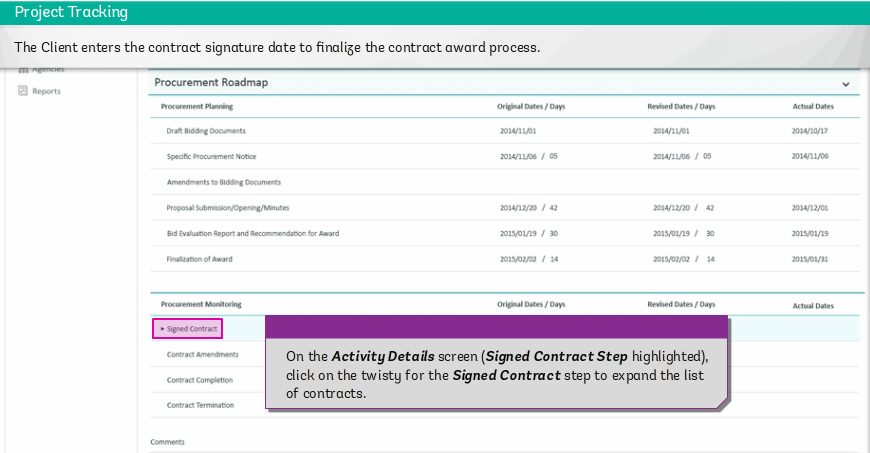 Project Tracking
The Client enters the contract signature date to finalize the contract award process.
Agencies
Reports
Procurement Roadmap
Procurement Planning Original Dates / Days Revised Dates / Days Actual Dates
Draft Bidding Documents 2014/11/01 2014/11/01 2014/10/17
Specific Procurement Notice 2014/11/06 / 05 2014/11/06 / 05 2014/11/06
Amendments to Bidding Documents
Proposal Submission/Opening/Minutes 2014/12/20 / 42 2014/12/20 / 42 2014/12/01
Bid Evaluation Report and Recommendation for Award 2015/01/19 / 30 2015/01/19 / 30 2015/01/19
Finalization of Award 2015/02/02 / 14 2015/02/02 / 14 2015/01/31
Procurement Monitoring Original Dates / Days Revised Dates / Days Actual Dates
Signed Contract
On the Activity Details screen (Signed Contract Step highlighted),
click on the twisty for the Signed Contract step to expand the list
of contracts.
Contract Amendments
Contract Completion
Contract Termination
Comments